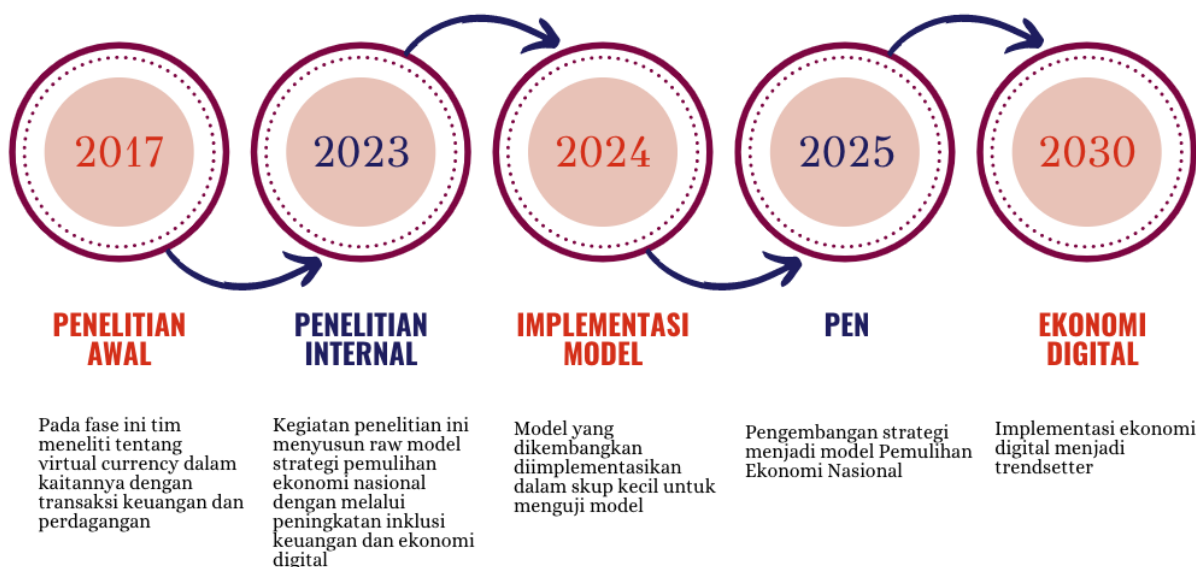 2017
2023
2024
2025
2030
PENELITIAN
AWAL
PENELITIAN
INTERNAL
IMPLEMENTASI
MODEL
PEN
EKONOMI
DIGITAL
Pada fase ini tim
meneliti tentang
virtual currency dalam
kaitannya dengan
transaksi keuangan dan
perdagangan
Kegiatan penelitian ini
menyusun raw model
strategi pemulihan
ekonomi nasional
dengan melalui
peningkatan inklusi
keuangan dan ekonomi
digital
Model yang
dikembangkan
diimplementasikan
dalam skup kecil untuk
menguji model
Pengembangan strategi
menjadi model Pemulihan
Ekonomi Nasional
Implementasi ekonomi
digital menjadi
trendsetter